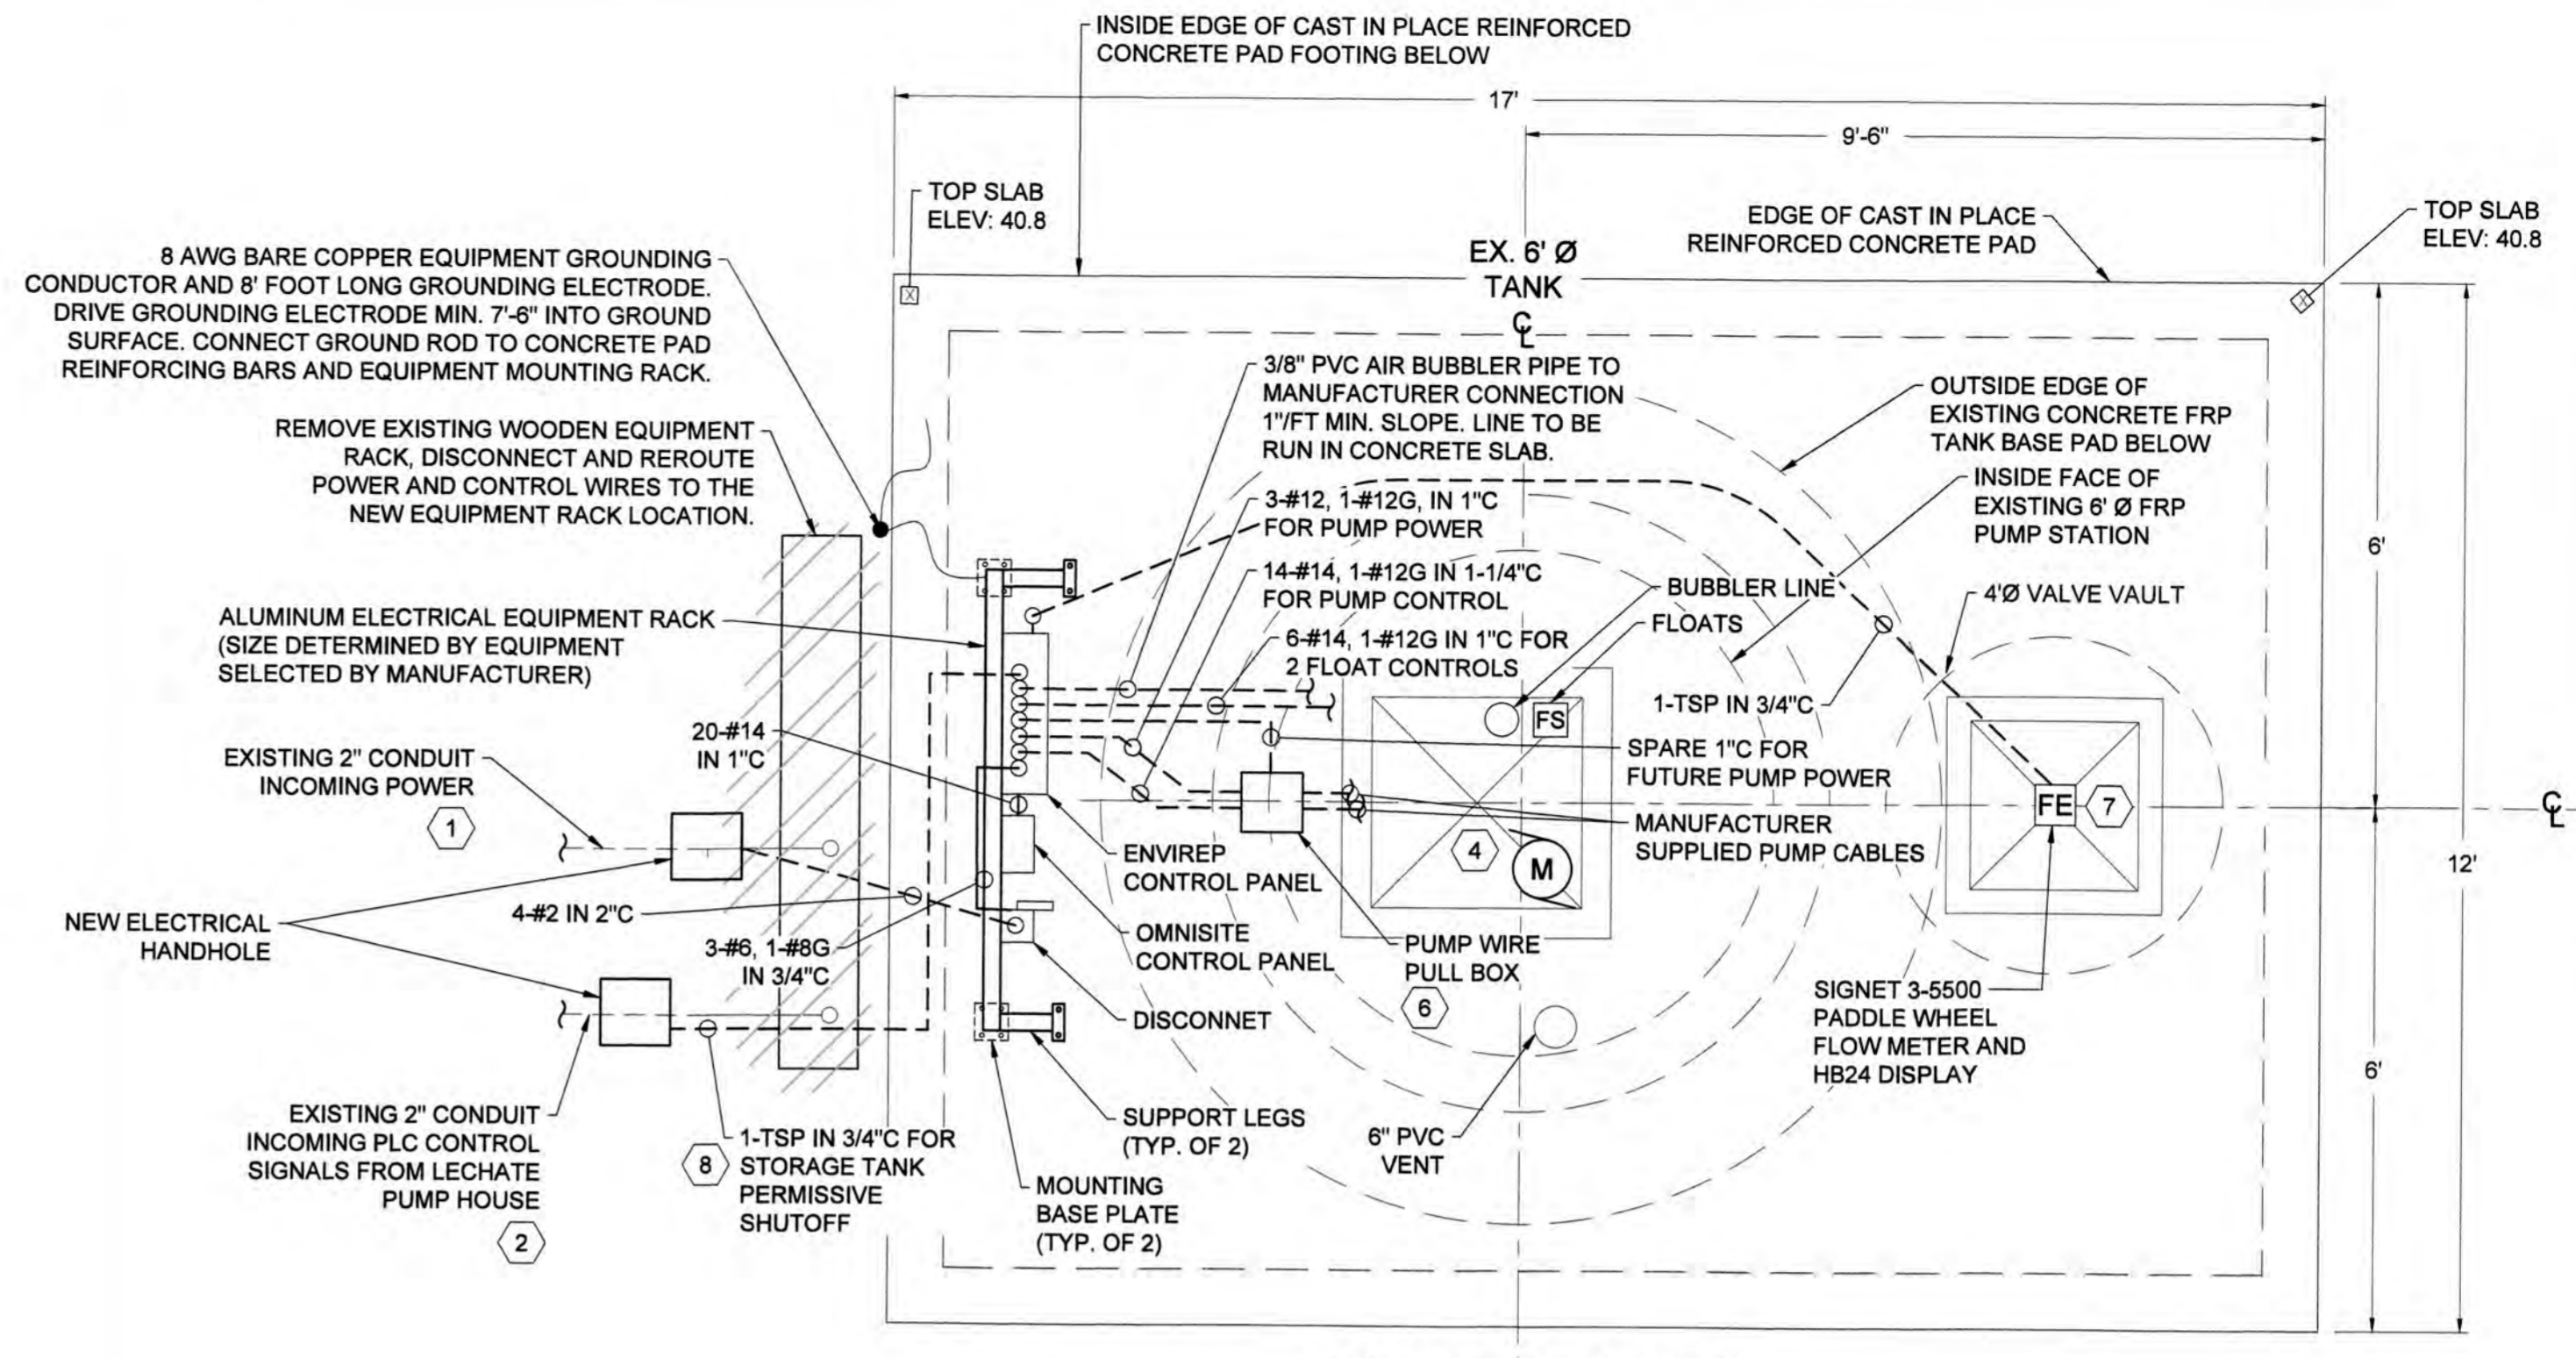 INSIDE EDGE OF CAST IN PLACE REINFORCED
CONCRETE PAD FOOTING BELOW
17'
9'-6"
TOP SLAB
ELEV: 40.8
EDGE OF CAST IN PLACE
REINFORCED CONCRETE PAD
TOP SLAB
ELEV: 40.8
EX. 6' Ø
TANK
℄
8 AWG BARE COPPER EQUIPMENT GROUNDING
CONDUCTOR AND 8' FOOT LONG GROUNDING ELECTRODE.
DRIVE GROUNDING ELECTRODE MIN. 7'-6" INTO GROUND
SURFACE. CONNECT GROUND ROD TO CONCRETE PAD
REINFORCING BARS AND EQUIPMENT MOUNTING RACK.
3/8" PVC AIR BUBBLER PIPE TO
MANUFACTURER CONNECTION
1"/FT MIN. SLOPE. LINE TO BE
RUN IN CONCRETE SLAB.
OUTSIDE EDGE OF
EXISTING CONCRETE FRP
TANK BASE PAD BELOW
REMOVE EXISTING WOODEN EQUIPMENT
RACK, DISCONNECT AND REROUTE
POWER AND CONTROL WIRES TO THE
NEW EQUIPMENT RACK LOCATION.
INSIDE FACE OF
EXISTING 6' Ø FRP
PUMP STATION
3-#12, 1-#12G, IN 1"C
FOR PUMP POWER
6'
14-#14, 1-#12G IN 1-1/4"C
FOR PUMP CONTROL
BUBBLER LINE
4'Ø VALVE VAULT
ALUMINUM ELECTRICAL EQUIPMENT RACK
(SIZE DETERMINED BY EQUIPMENT
SELECTED BY MANUFACTURER)
FLOATS
6-#14, 1-#12G IN 1"C FOR
2 FLOAT CONTROLS
1-TSP IN 3/4"C
FS
20-#14
IN 1"C
EXISTING 2" CONDUIT
INCOMING POWER
1
SPARE 1"C FOR
FUTURE PUMP POWER
FE
7
℄
MANUFACTURER
SUPPLIED PUMP CABLES
4
M
12'
ENVIREP
CONTROL PANEL
NEW ELECTRICAL
HANDHOLE
4-#2 IN 2"C
3-#6, 1-#8G
IN 3/4"C
OMNISITE
CONTROL PANEL
PUMP WIRE
PULL BOX
6
DISCONNET
SIGNET 3-5500
PADDLE WHEEL
FLOW METER AND
HB24 DISPLAY
6'
EXISTING 2" CONDUIT
INCOMING PLC CONTROL
SIGNALS FROM LECHATE
PUMP HOUSE
2
8
1-TSP IN 3/4"C FOR
STORAGE TANK
PERMISSIVE
SHUTOFF
SUPPORT LEGS
(TYP. OF 2)
6" PVC
VENT
MOUNTING
BASE PLATE
(TYP. OF 2)